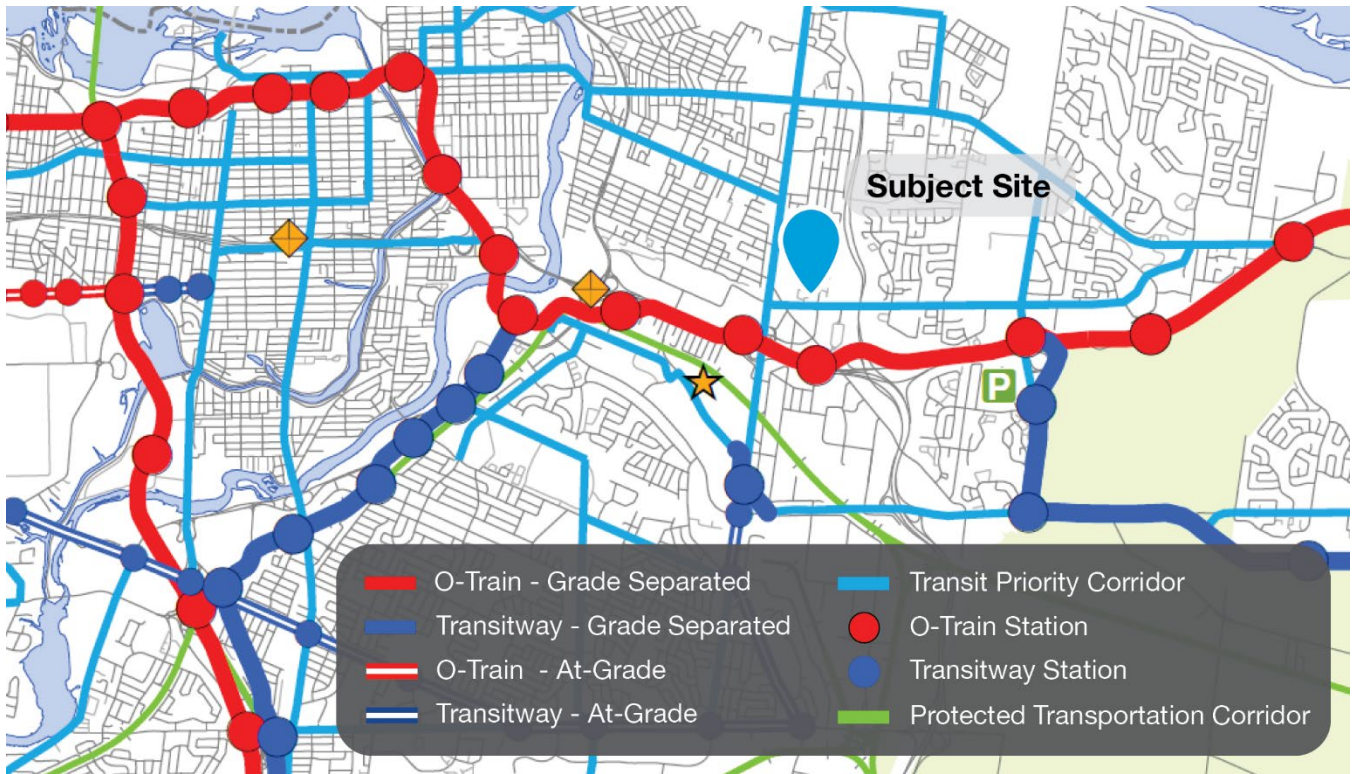 Subject Site
P
O-Train - Grade Separated
Transitway - Grade Separated
O-Train - At-Grade
Transitway - At-Grade
Transit Priority Corridor
O-Train Station
Transitway Station
Protected Transportation Corridor